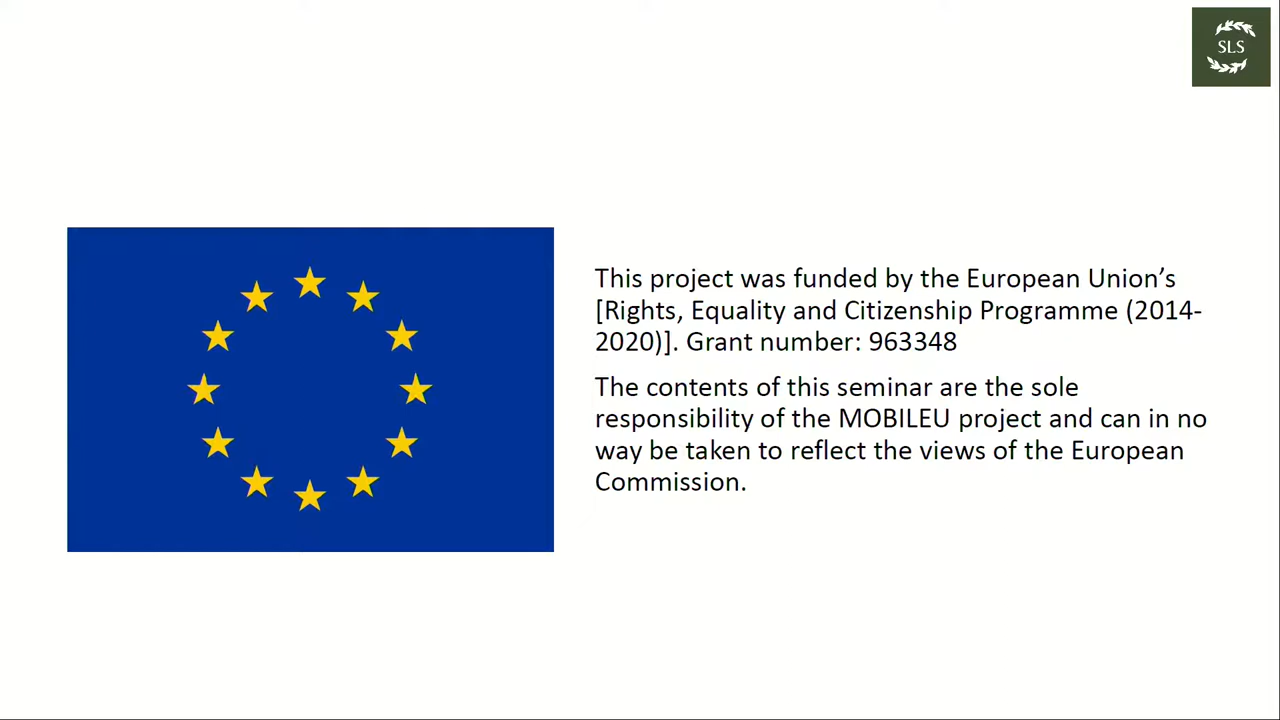 SLS
This project was funded by the European Union’s
[Rights, Equality and Citizenship Programme (2014-
2020)]. Grant number: 963348
The contents of this seminar are the sole
responsibility of the MOBILEU project and can in no
way be taken to reflect the views of the European
Commission.